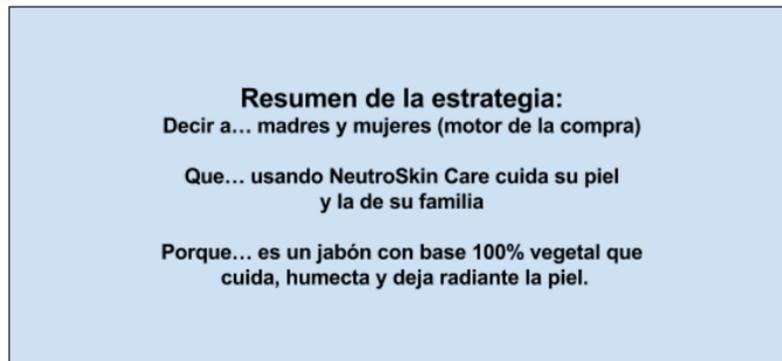 Resumen de la estrategia:
Decir a... madres y mujeres (motor de la compra)
Que... usando NeutroSkin Care cuida su piel
y la de su familia
Porque... es un jabón con base 100% vegetal que
cuida, humecta y deja radiante la piel.